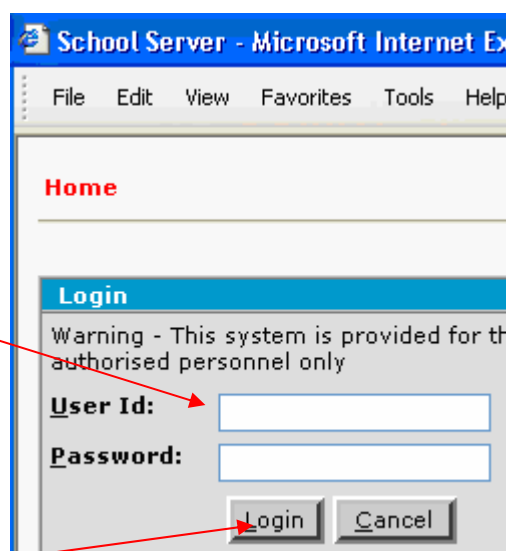 School Server - Microsoft Internet Ex
File Edit View Favorites Tools Help
Home
Login
Warning - This system is provided for th
authorised personnel only
User Id:
Password:
Login Cancel